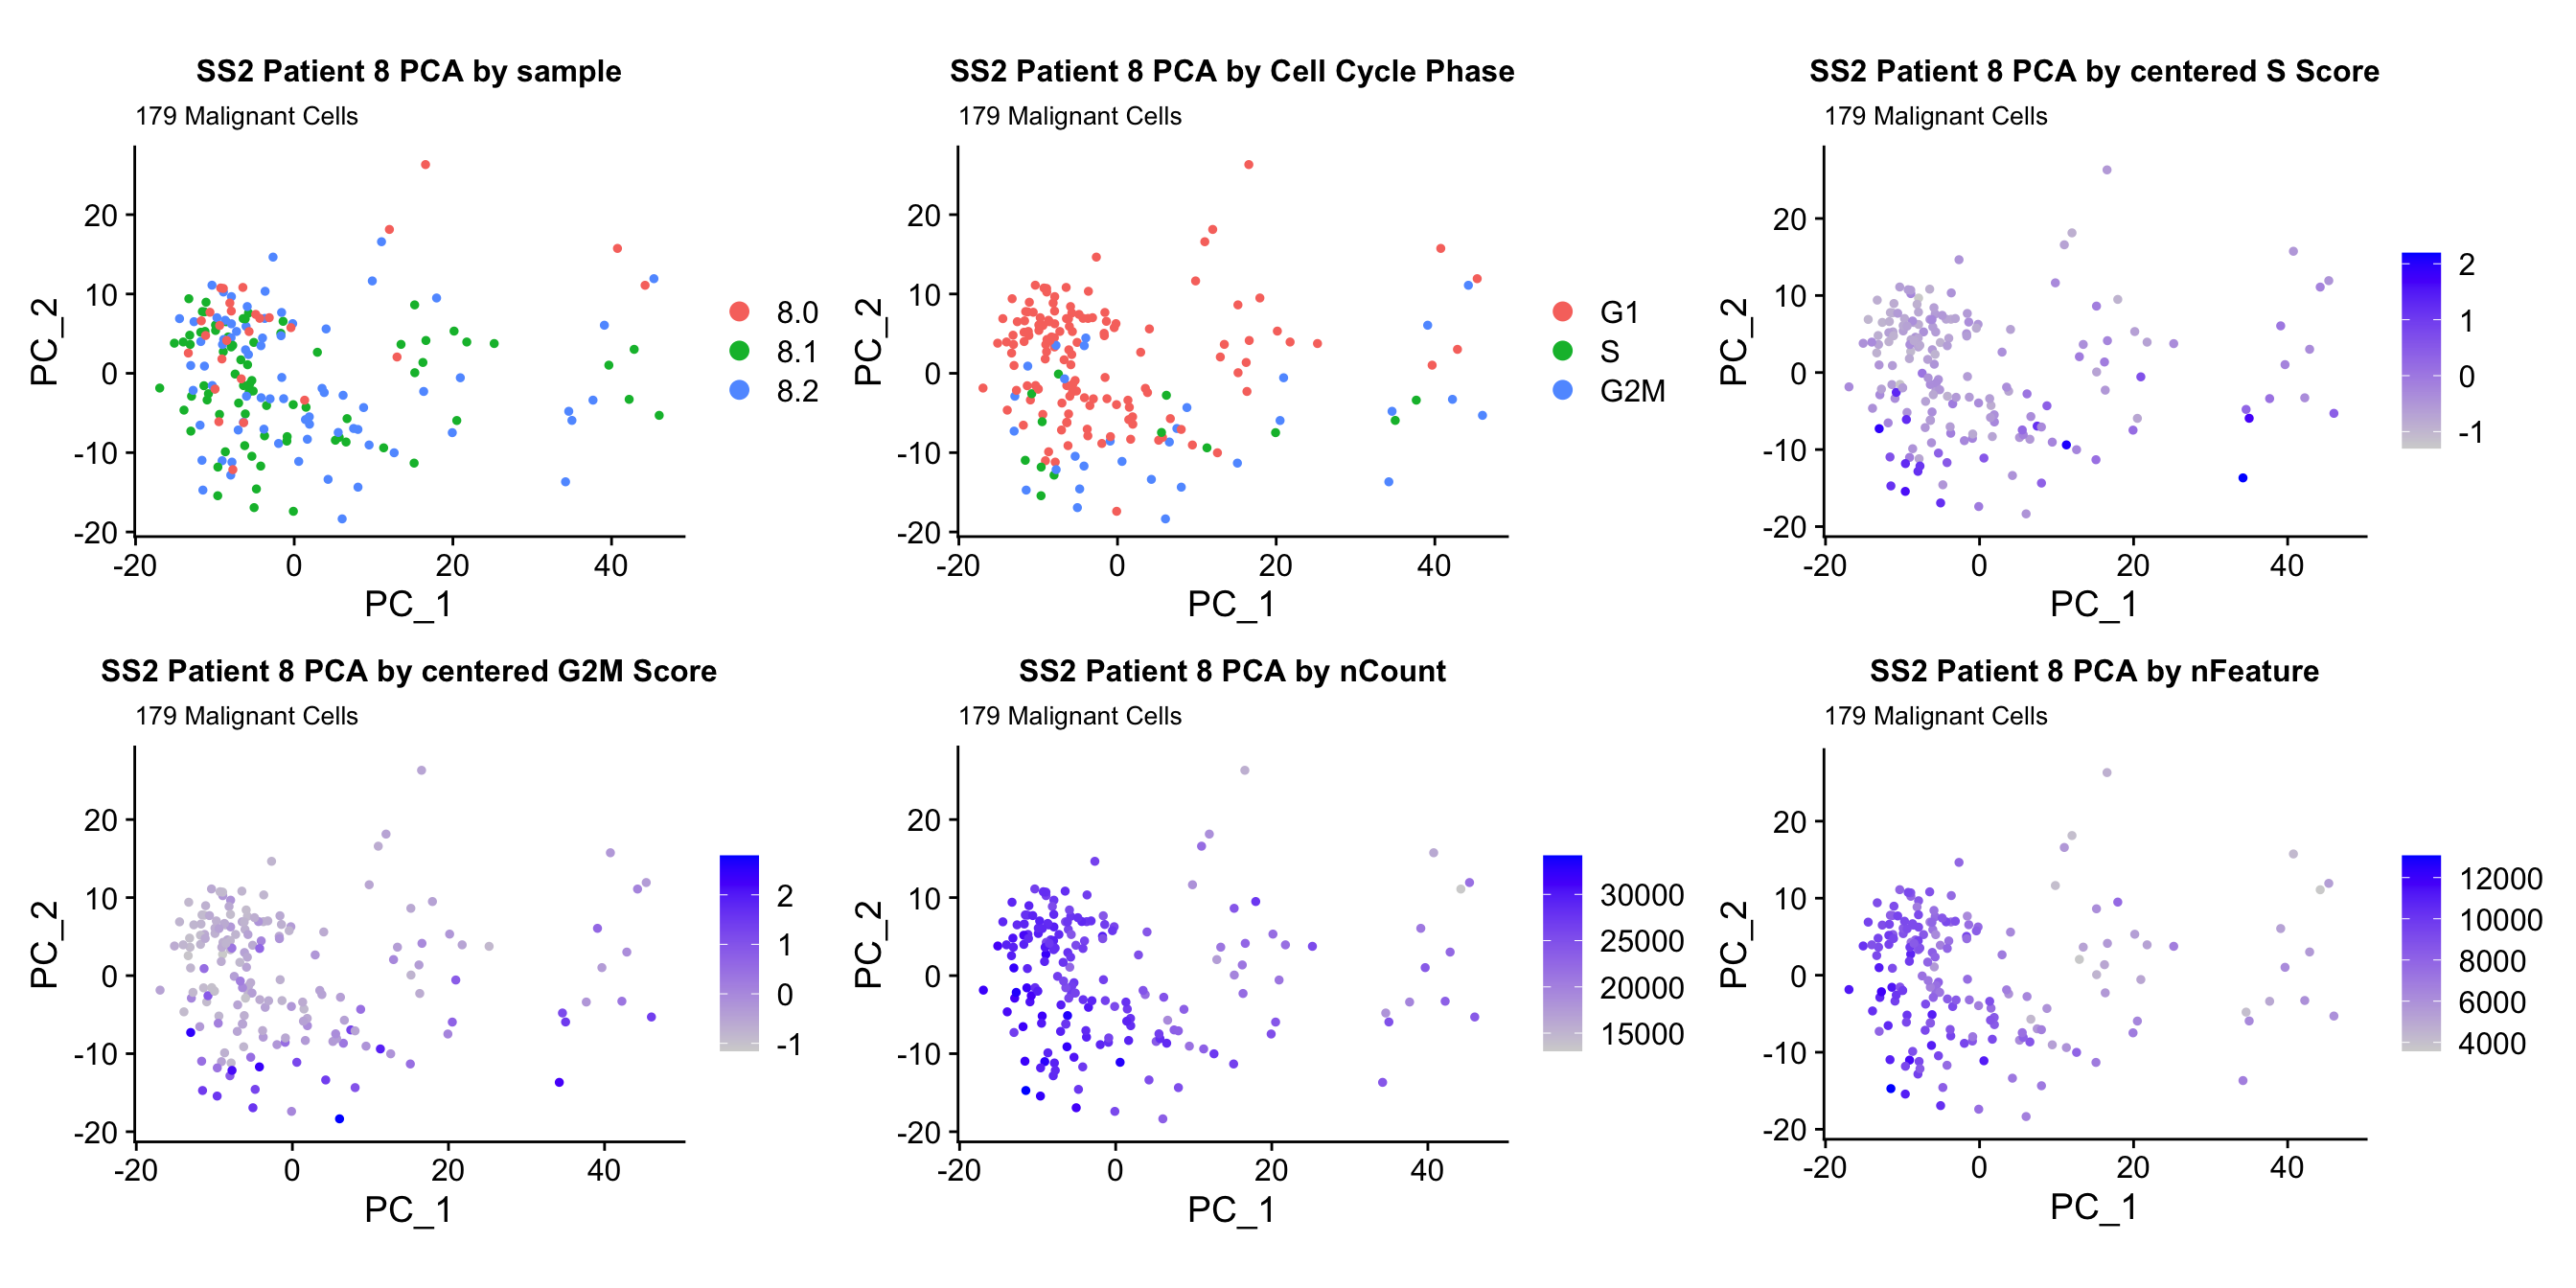 SS2 Patient 8 PCA by sample
179 Malignant Cells
PC_2
20
10
0
-10
-20
-20
0
20
40
PC_1
8.0
8.1
8.2
SS2 Patient 8 PCA by Cell Cycle Phase
179 Malignant Cells
PC_2
20
10
0
-10
-20
-20
0
20
40
PC_1
G1
S
G2M
SS2 Patient 8 PCA by centered S Score
179 Malignant Cells
PC_2
20
10
0
-10
-20
-20
0
20
40
PC_1
2
1
0
-1
SS2 Patient 8 PCA by centered G2M Score
179 Malignant Cells
PC_2
20
10
0
-10
-20
-20
0
20
40
PC_1
2
1
0
-1
SS2 Patient 8 PCA by nCount
179 Malignant Cells
PC_2
20
10
0
-10
-20
-20
0
20
40
PC_1
30000
25000
20000
15000
SS2 Patient 8 PCA by nFeature
179 Malignant Cells
PC_2
20
10
0
-10
-20
-20
0
20
40
PC_1
12000
10000
8000
6000
4000